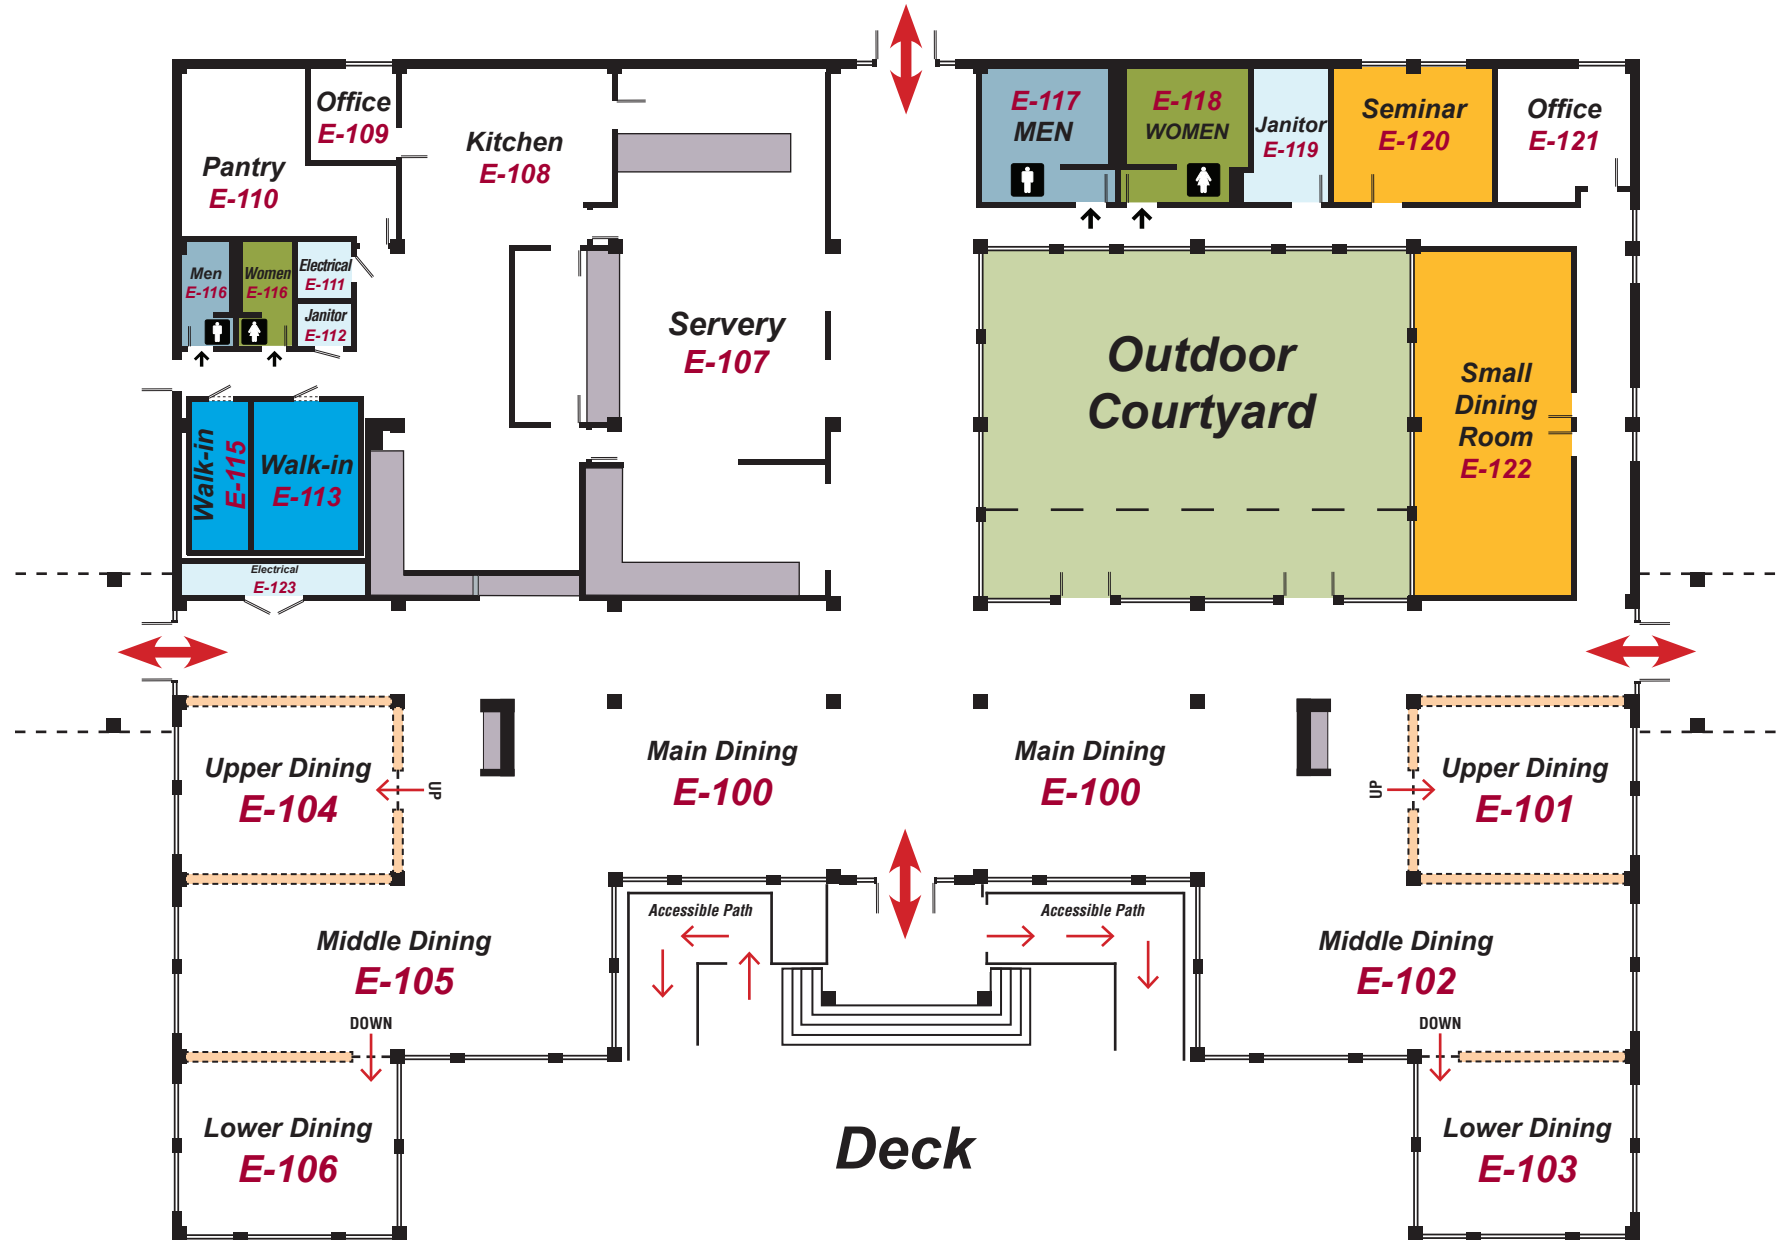 Office
E-109
Pantry
E-110
Kitchen
E-108
E-117
MEN
E-118
WOMEN
Janitor
E-119
Seminar
E-120
Office
E-121
Men
E-116
Women
E-116
Electrical
E-111
Janitor
E-112
Servery
E-107
Outdoor
Courtyard
Small
Dining
Room
E-122
Walk-in
E-115
Walk-in
E-113
Electrical
E-123
Upper Dining
E-104
UP
Main Dining
E-100
Main Dining
E-100
UP
Upper Dining
E-101
Accessible Path
Accessible Path
Middle Dining
E-105
Middle Dining
E-102
DOWN
DOWN
Lower Dining
E-106
Deck
Lower Dining
E-103